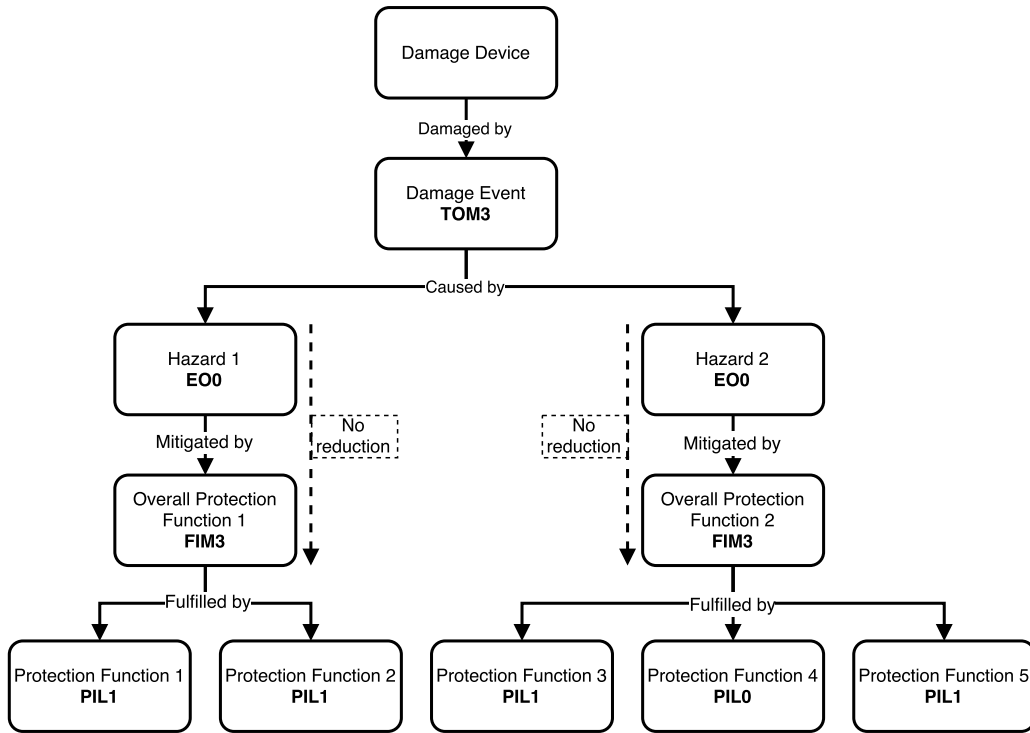 Damage Device
Damaged by
Damage Event
TOM3
Caused by
Hazard 1
EO0
Hazard 2
EO0
No
reduction
No
reduction
Mitigated by
Mitigated by
Overall Protection
Function 1
FIM3
Overall Protection
Function 2
FIM3
Fulfilled by
Fulfilled by
Protection Function 1
PIL1
Protection Function 2
PIL1
Protection Function 3
PIL1
Protection Function 4
PIL0
Protection Function 5
PIL1